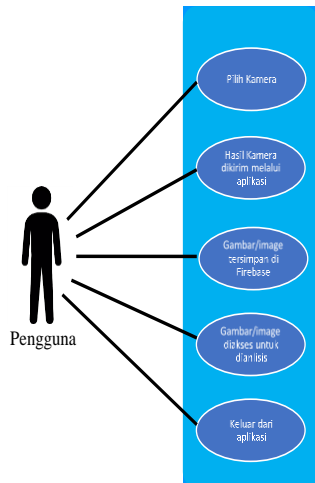 Pilih Kamera
Hasil Kamera
dikirim melalui
aplikasi
Gambar/image
tersimpan di
Firebase
Gambar/image
diakses untuk
dianlisis
Keluar dari
aplikasi
Pengguna